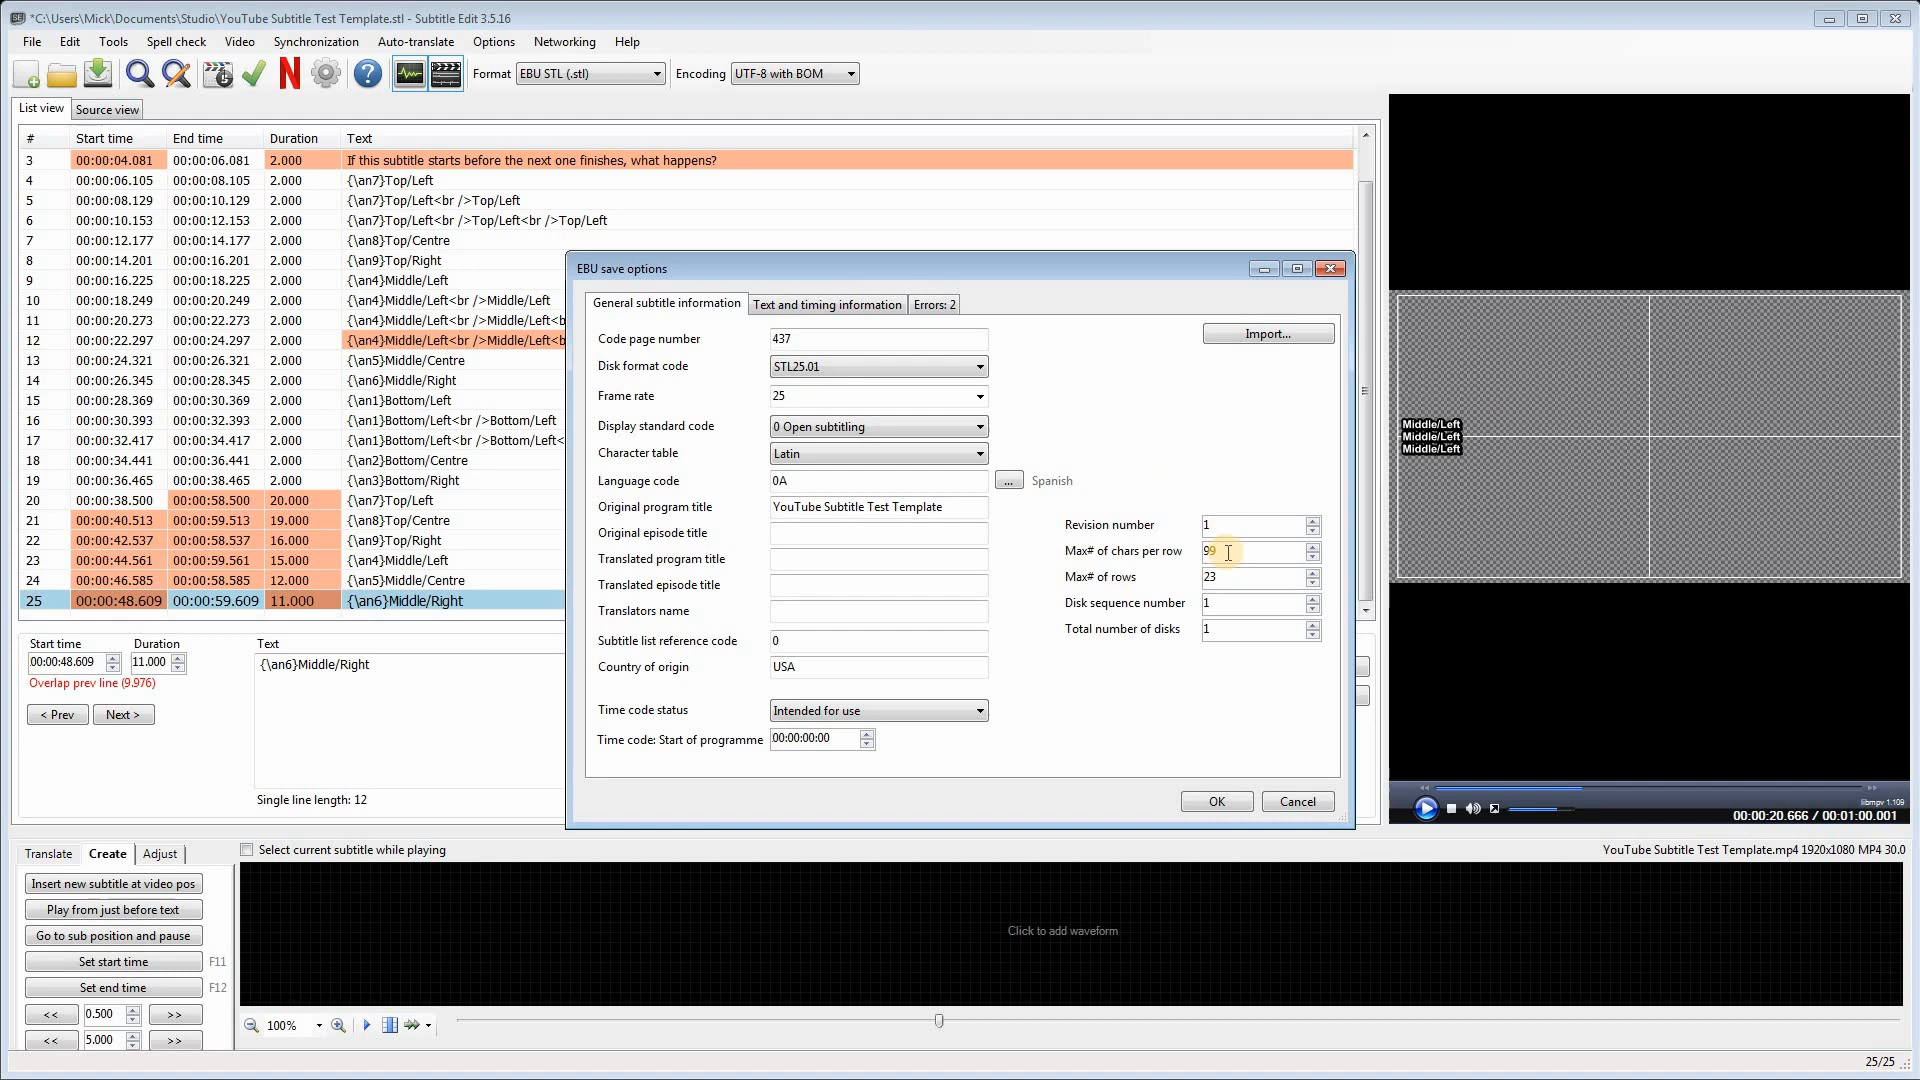 *C:\Users\Mick\Documents\Studio\YouTube Subtitle Test Template.stl - Subtitle Edit 3.5.16
File Edit Tools Spell check Video Synchronization Auto-translate Options Networking Help
Format EBU STL (.stl) Encoding UTF-8 with BOM
List view Source view
# Start time End time Duration Text
3 00:00:04.081 00:00:06.081 2.000 If this subtitle starts before the next one finishes, what happens?
4 00:00:06.105 00:00:08.105 2.000 {\an7}Top/Left
5 00:00:08.129 00:00:10.129 2.000 {\an7}Top/Left<br />Top/Left
6 00:00:10.153 00:00:12.153 2.000 {\an7}Top/Left<br />Top/Left<br />Top/Left
7 00:00:12.177 00:00:14.177 2.000 {\an8}Top/Centre
8 00:00:14.201 00:00:16.201 2.000 {\an9}Top/Right
9 00:00:16.225 00:00:18.225 2.000 {\an4}Middle/Left
10 00:00:18.249 00:00:20.249 2.000 {\an4}Middle/Left<br />Middle/Left
11 00:00:20.273 00:00:22.273 2.000 {\an4}Middle/Left<br />Middle/Left<b
12 00:00:22.297 00:00:24.297 2.000 {\an4}Middle/Left<br />Middle/Left<b
13 00:00:24.321 00:00:26.321 2.000 {\an5}Middle/Centre
14 00:00:26.345 00:00:28.345 2.000 {\an6}Middle/Right
15 00:00:28.369 00:00:30.369 2.000 {\an1}Bottom/Left
16 00:00:30.393 00:00:32.393 2.000 {\an1}Bottom/Left<br />Bottom/Left
17 00:00:32.417 00:00:34.417 2.000 {\an1}Bottom/Left<br />Bottom/Left<
18 00:00:34.441 00:00:36.441 2.000 {\an2}Bottom/Centre
19 00:00:36.465 00:00:38.465 2.000 {\an3}Bottom/Right
20 00:00:38.500 00:00:58.500 20.000 {\an7}Top/Left
21 00:00:40.513 00:00:59.513 19.000 {\an8}Top/Centre
22 00:00:42.537 00:00:58.537 16.000 {\an9}Top/Right
23 00:00:44.561 00:00:59.561 15.000 {\an4}Middle/Left
24 00:00:46.585 00:00:58.585 12.000 {\an5}Middle/Centre
25 00:00:48.609 00:00:59.609 11.000 {\an6}Middle/Right
Start time Duration Text
00:00:48.609 11.000 {\an6}Middle/Right
Overlap prev line (9.976)
< Prev Next >
Single line length: 12
EBU save options
General subtitle information Text and timing information Errors: 2
Code page number 437 Import...
Disk format code STL25.01
Frame rate 25
Display standard code 0 Open subtitling
Character table Latin
Language code 0A ... Spanish
Original program title YouTube Subtitle Test Template
Original episode title
Translated program title
Translated episode title
Translators name
Subtitle list reference code 0
Country of origin USA
Time code status Intended for use
Time code: Start of programme 00:00:00:00
Revision number 1
Max# of chars per row 99
Max# of rows 23
Disk sequence number 1
Total number of disks 1
OK Cancel
Middle/Left
Middle/Left
Middle/Left
libmpv 1.109
00:00:20.666 / 00:01:00.001
Translate Create Adjust
Select current subtitle while playing
YouTube Subtitle Test Template.mp4 1920x1080 MP4 30.0
Insert new subtitle at video pos
Play from just before text
Go to sub position and pause
Set start time F11
Set end time F12
<< 0.500 >>
<< 5.000 >>
Click to add waveform
100%
25/25